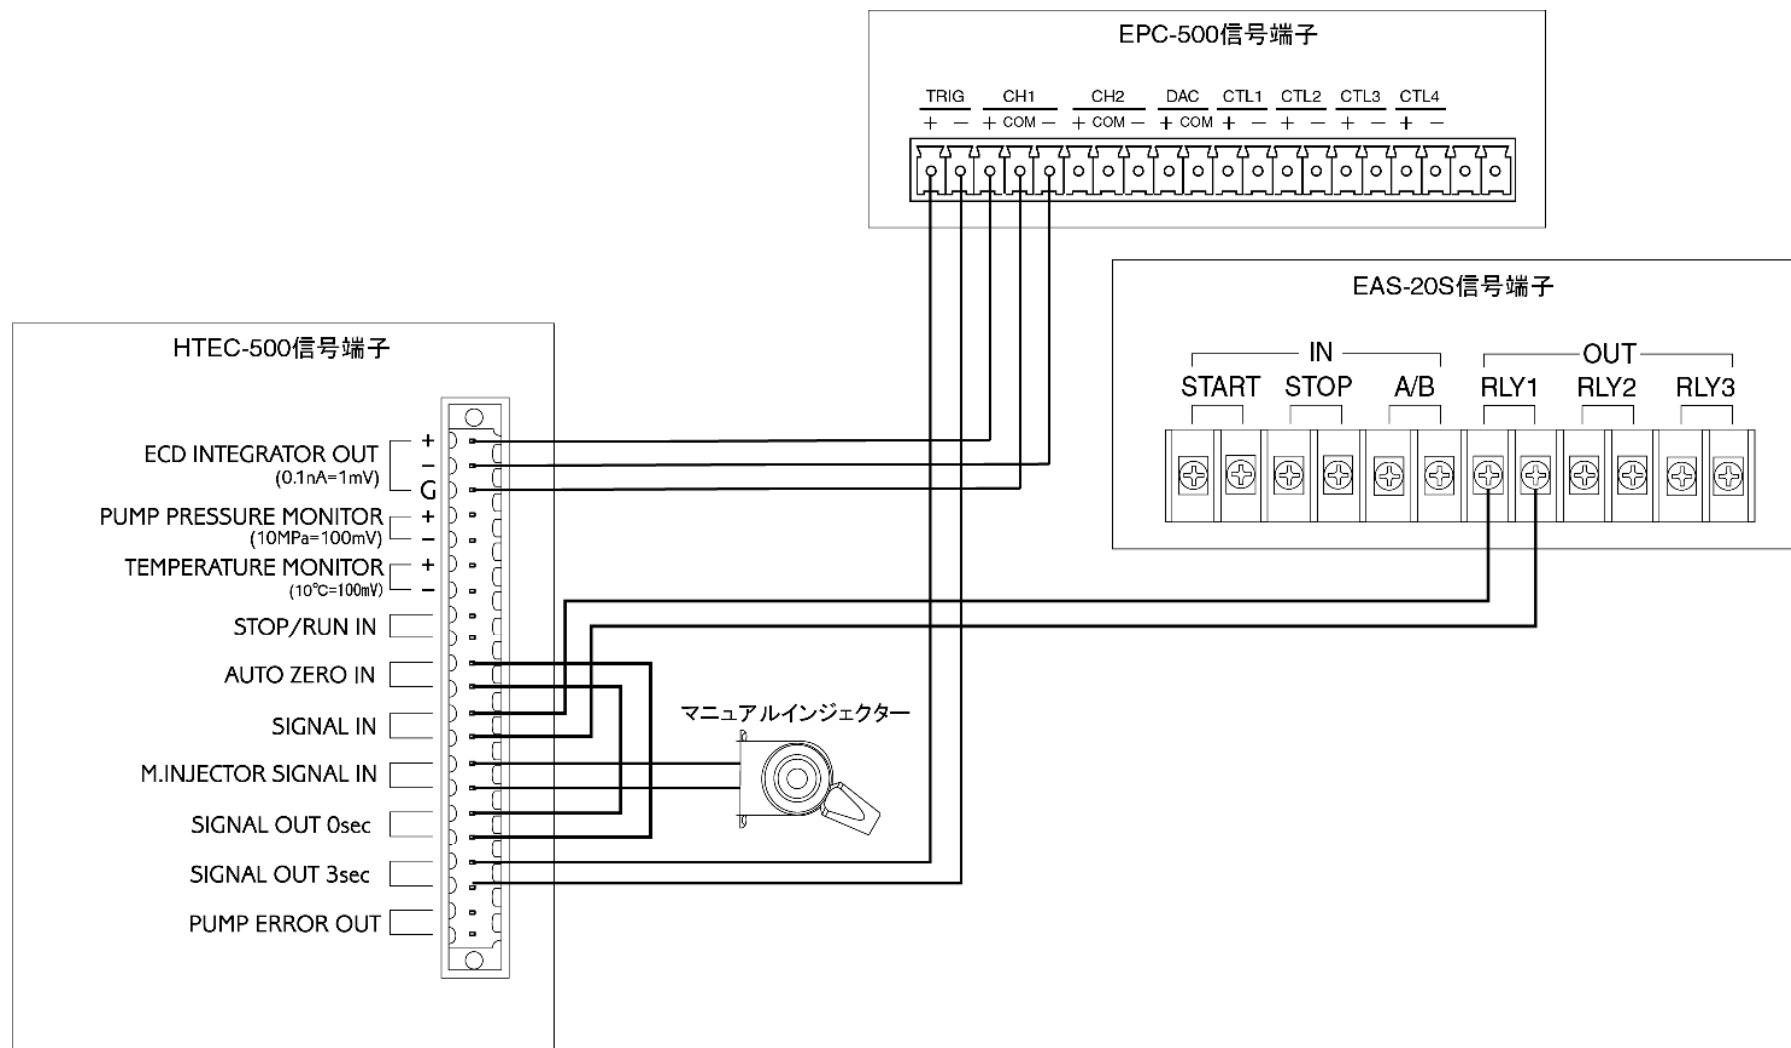 EPC-500信号端子
TRIG CH1 CH2 DAC CTL1 CTL2 CTL3 CTL4
+ − + COM − + COM − + COM + − + − + − + −
EAS-20S信号端子
IN OUT
START STOP A/B RLY1 RLY2 RLY3
HTEC-500信号端子
ECD INTEGRATOR OUT
(0.1nA=1mV)
+
−
G
PUMP PRESSURE MONITOR
(10MPa=100mV)
+
−
TEMPERATURE MONITOR
(10℃=100mV)
+
−
STOP/RUN IN
AUTO ZERO IN
SIGNAL IN
M.INJECTOR SIGNAL IN
SIGNAL OUT 0sec
SIGNAL OUT 3sec
PUMP ERROR OUT
マニュアルインジェクター